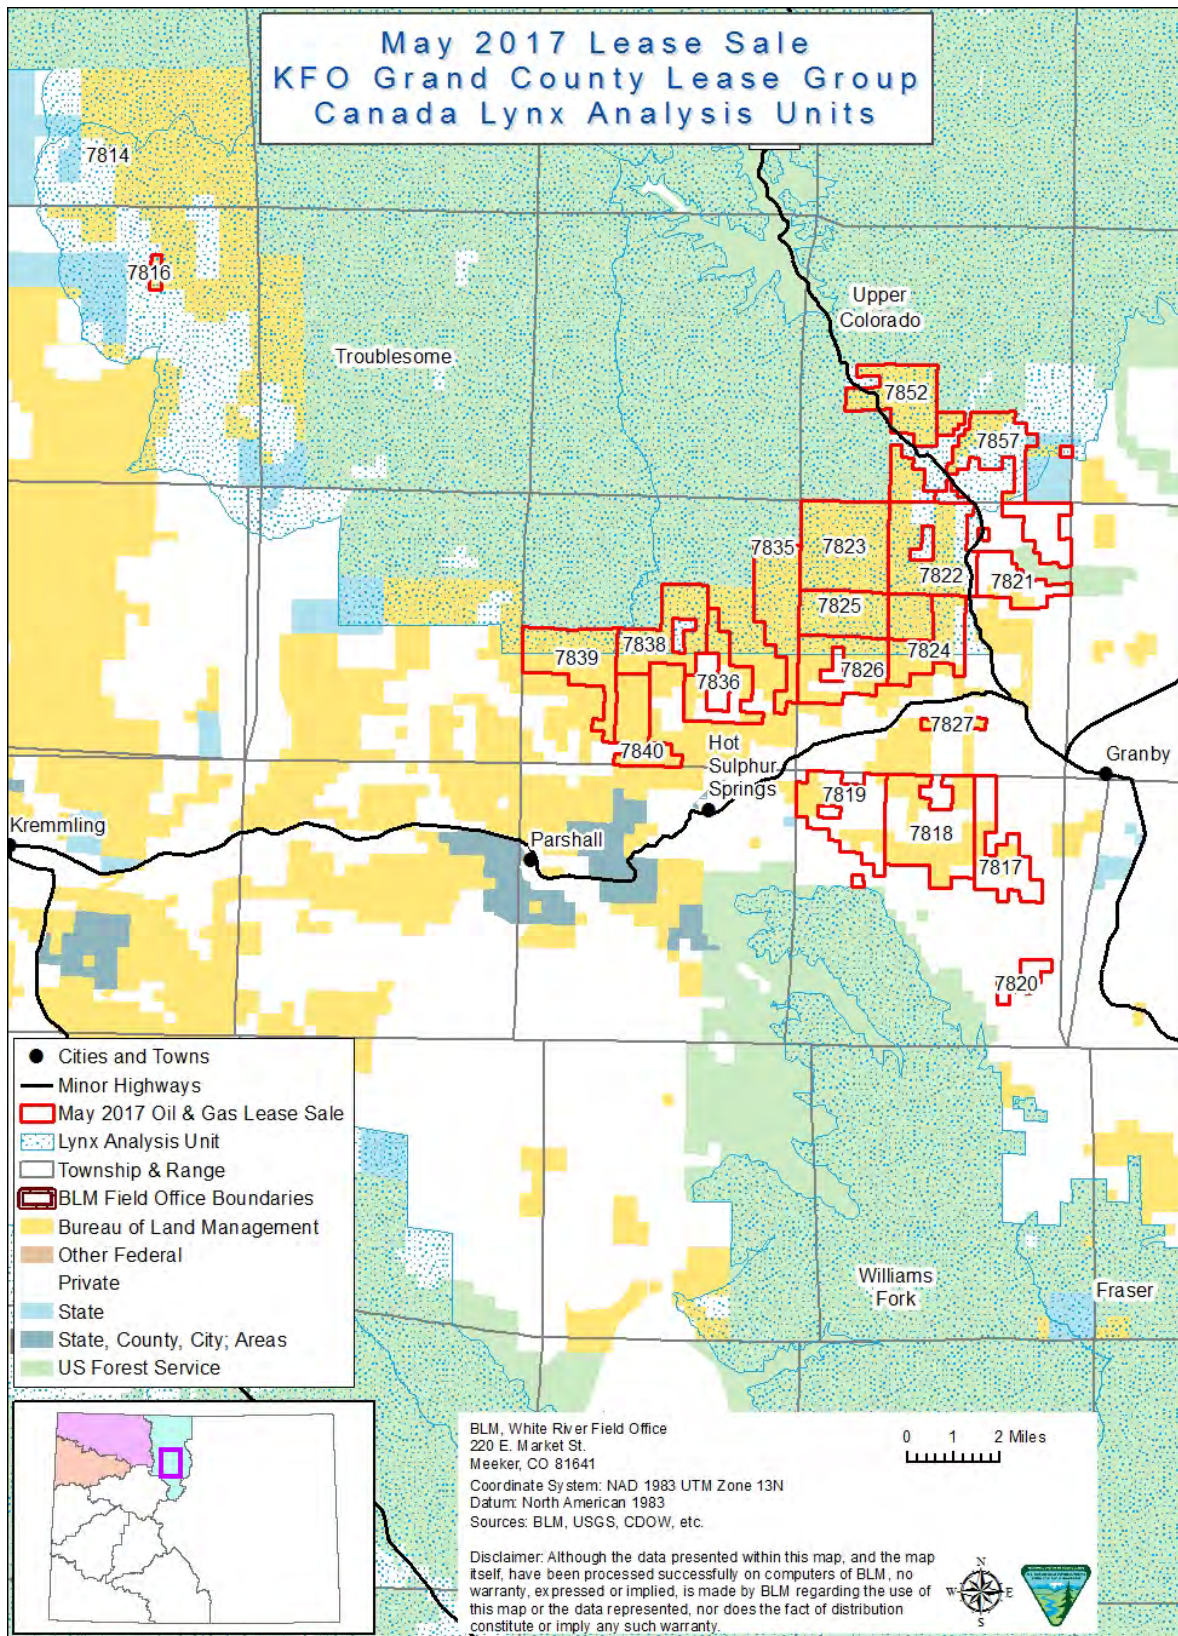 May 2017 Lease Sale
KFO Grand County Lease Group
Canada Lynx Analysis Units
7814
7816
Troublesome
Upper
Colorado
7852
7857
7835
7823
7822
7821
7825
7838
7824
7839
7826
7836
7827
7840
Hot
Sulphur
Springs
Granby
7819
7818
7817
Kremmling
Parshall
7820
Cities and Towns
Minor Highways
May 2017 Oil & Gas Lease Sale
Lynx Analysis Unit
Township & Range
BLM Field Office Boundaries
Bureau of Land Management
Other Federal
Private
State
State, County, City; Areas
US Forest Service
Williams
Fork
Fraser
BLM, White River Field Office
220 E. Market St.
Meeker, CO 81641
Coordinate System: NAD 1983 UTM Zone 13N
Datum: North American 1983
Sources: BLM, USGS, CDOW, etc.
0 1 2 Miles
Disclaimer: Although the data presented within this map, and the map
itself, have been processed successfully on computers of BLM, no
warranty, expressed or implied, is made by BLM regarding the use of
this map or the data represented, nor does the fact of distribution
constitute or imply any such warranty.
N
W E
S